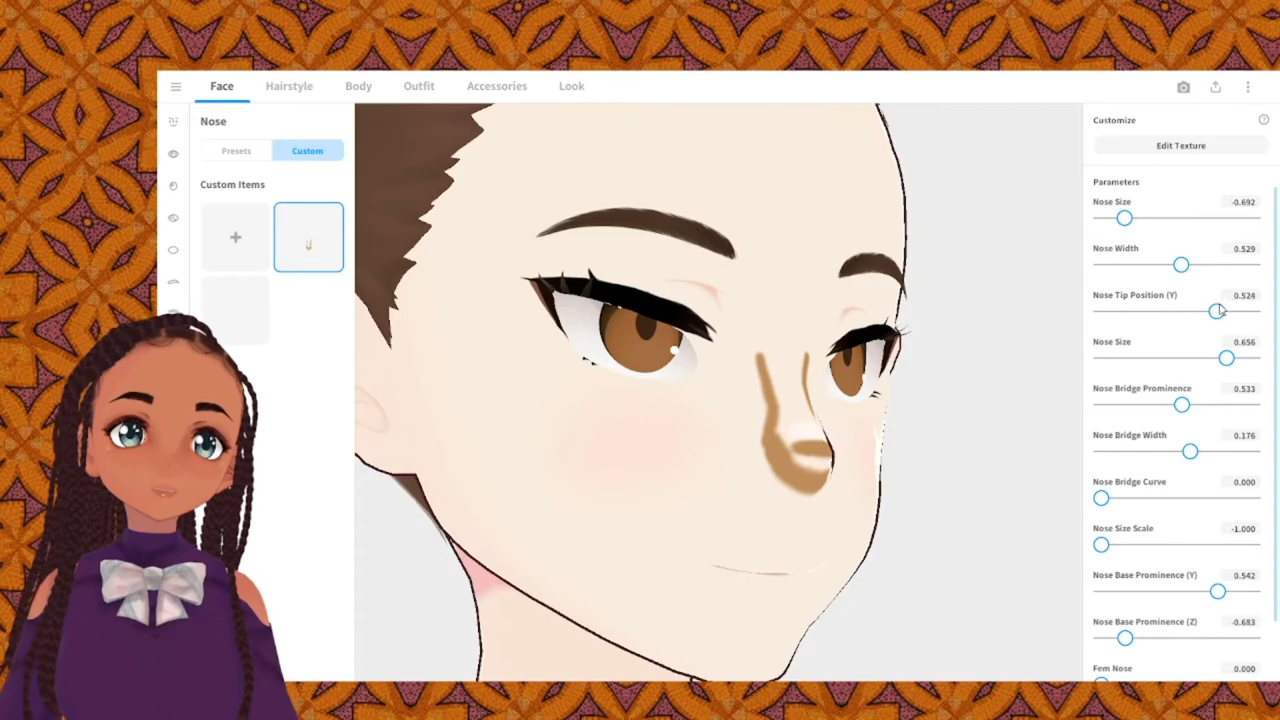 Face Hairstyle Body Outfit Accessories Look
Nose
Presets Custom
Custom Items
Customize
Edit Texture
Parameters
Nose Size -0.692
Nose Width 0.529
Nose Tip Position (Y) 0.524
Nose Size 0.656
Nose Bridge Prominence 0.533
Nose Bridge Width 0.176
Nose Bridge Curve 0.000
Nose Size Scale -1.000
Nose Base Prominence (Y) 0.542
Nose Base Prominence (Z) -0.683
Fem Nose 0.000